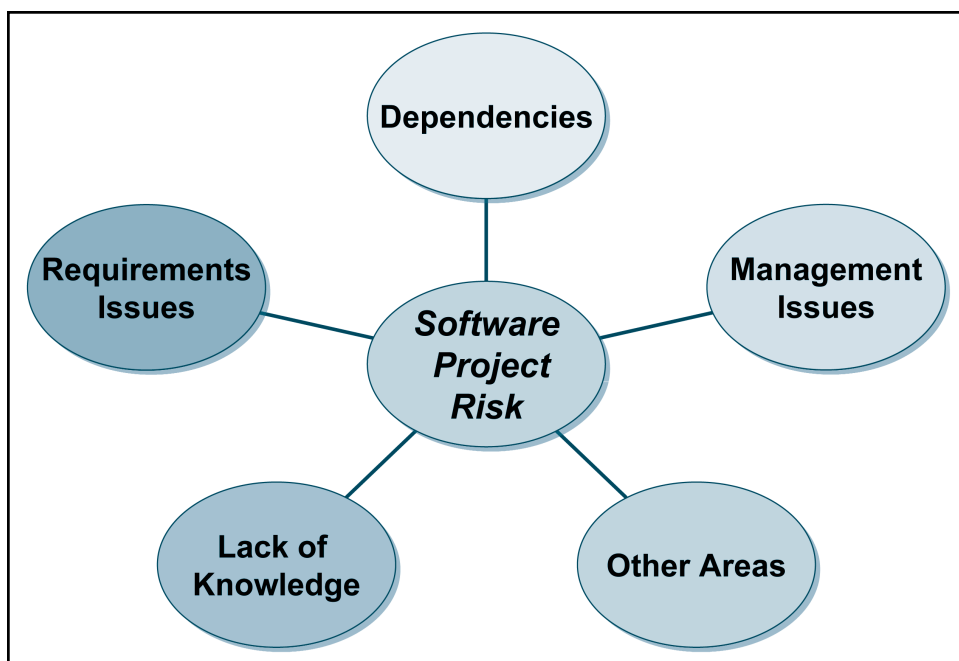 Dependencies
Requirements
Issues
Management
Issues
Software
Project
Risk
Lack of
Knowledge
Other Areas